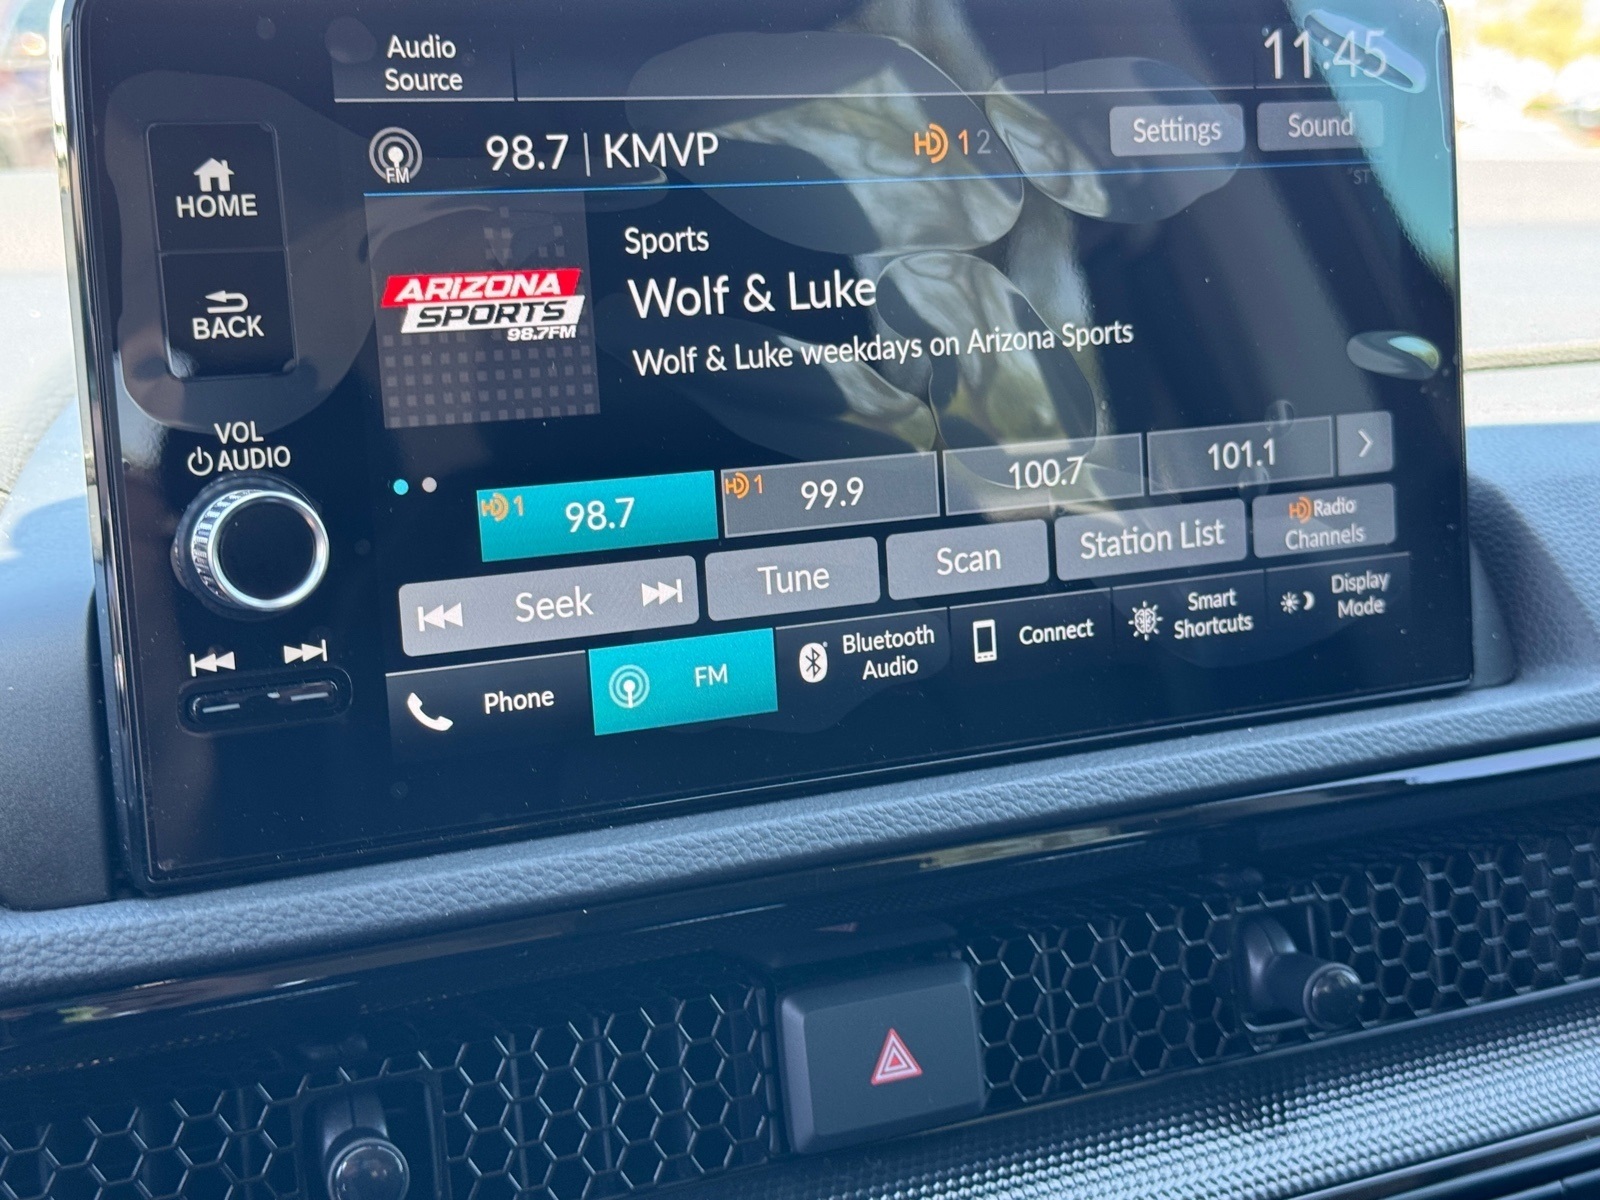 Audio
Source
11:45
FM
98.7 | KMVP
HD 1 2
Settings
Sound
ST
HOME
BACK
ARIZONA
SPORTS
98.7FM
Sports
Wolf & Luke
Wolf & Luke weekdays on Arizona Sports
VOL
AUDIO
HD 1
98.7
HD 1
99.9
100.7
101.1
Seek
Tune
Scan
Station List
HD Radio
Channels
Phone
FM
Bluetooth
Audio
Connect
Smart
Shortcuts
Display
Mode